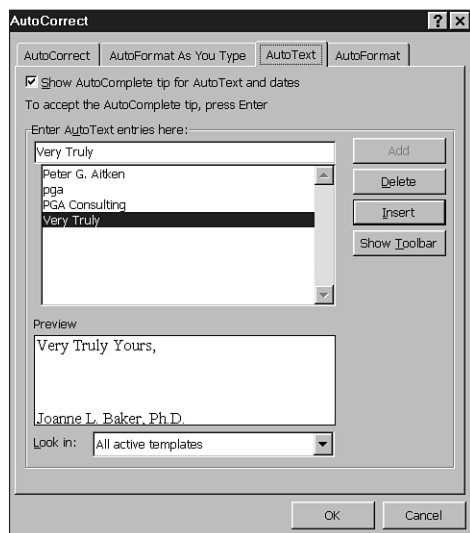 AutoCorrect
AutoCorrect AutoFormat As You Type AutoText AutoFormat
Show AutoComplete tip for AutoText and dates
To accept the AutoComplete tip, press Enter
Enter AutoText entries here:
Very Truly
Add
Peter G. Aitken
pga
PGA Consulting
Very Truly
Delete
Insert
Show Toolbar
Preview
Very Truly Yours,
Joanne L. Baker, Ph.D.
Look in: All active templates
OK Cancel